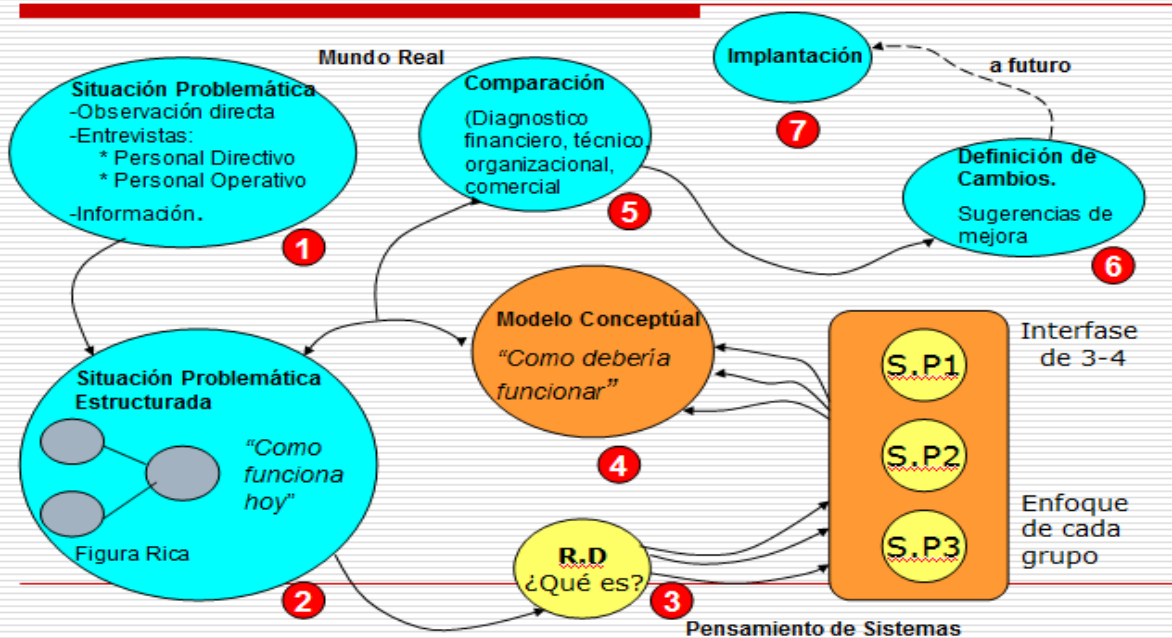 Mundo Real
Situación Problemática
-Observación directa
-Entrevistas:
* Personal Directivo
* Personal Operativo
-Información.
1
Comparación
(Diagnostico
financiero, técnico,
organizacional,
comercial
5
Implantación
7
a futuro
Definición de
Cambios.
Sugerencias de
mejora
6
Situación Problemática
Estructurada
"Como
funciona
hoy"
Figura Rica
2
Modelo Conceptúal
"Como debería
funcionar"
4
R.D
¿Qué es?
3
S.P1
S.P2
S.P3
Interfase
de 3-4
Enfoque
de cada
grupo
Pensamiento de Sistemas